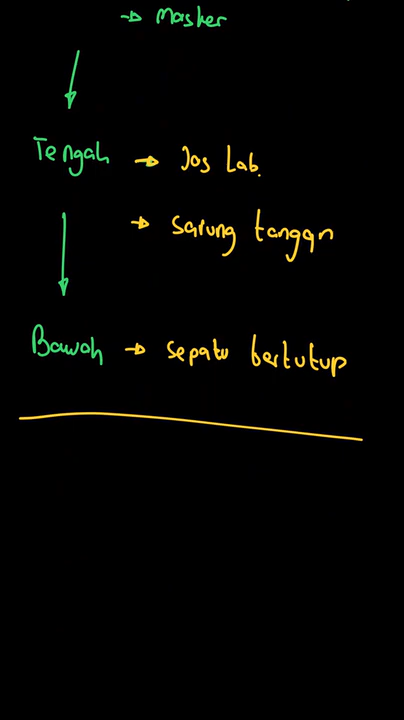 → Masker
Tengah → Jas Lab.
→ sarung tangan
Bawah → sepatu bertutup